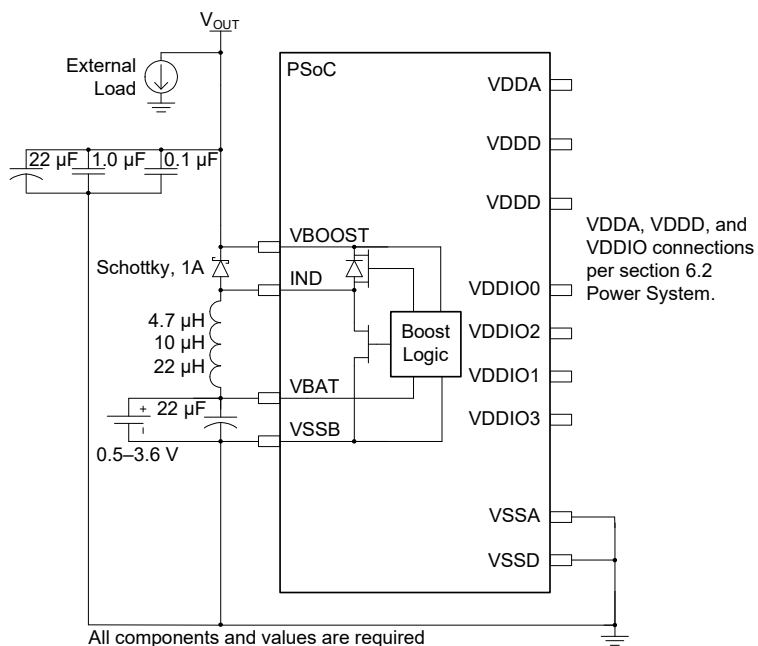 VOUT
External
Load
PSoC
VDDA
VDDD
22 µF 1.0 µF 0.1 µF
VDDD
VDDA, VDDD, and
VDDIO connections
per section 6.2
Power System.
VBOOST
Schottky, 1A
IND
VDDIO0
4.7 µH
10 µH
22 µH
Boost
Logic
VDDIO2
VDDIO1
VBAT
22 µF
+
-
VDDIO3
VSSB
0.5–3.6 V
VSSA
VSSD
All components and values are required